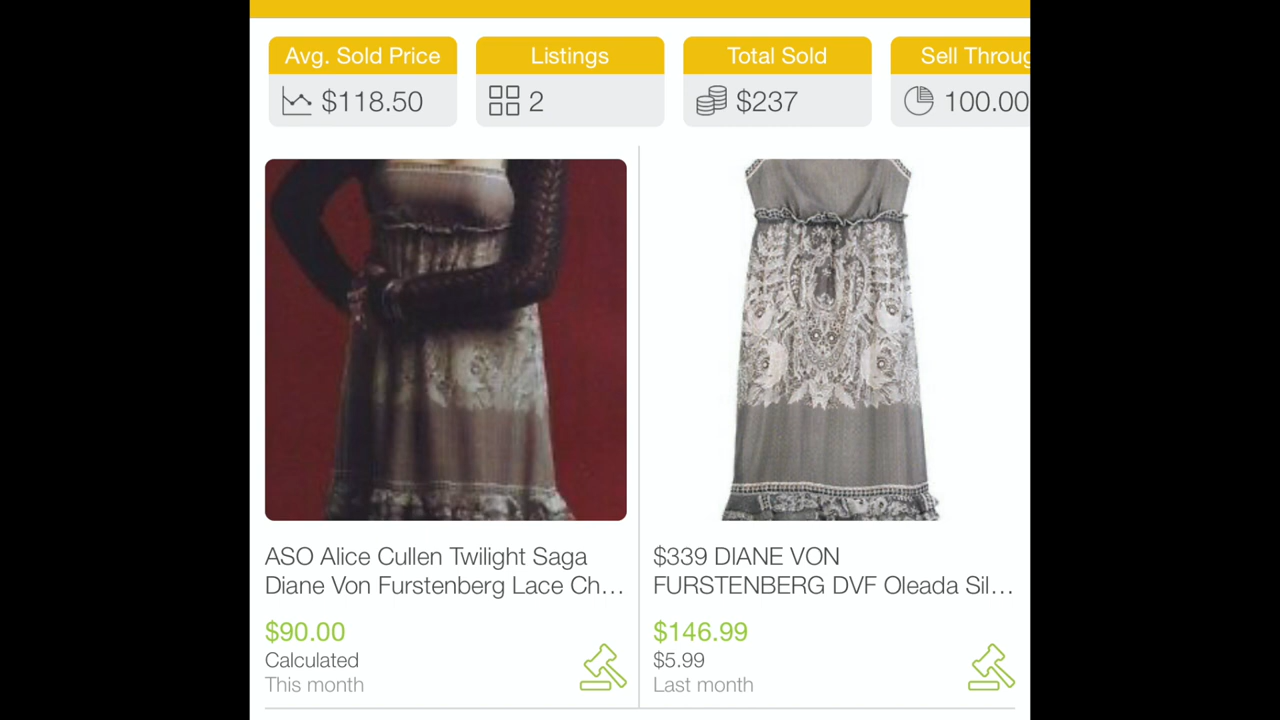 Avg. Sold Price
$118.50
Listings
2
Total Sold
$237
Sell Throug
100.00
ASO Alice Cullen Twilight Saga
Diane Von Furstenberg Lace Ch...
$90.00
Calculated
This month
$339 DIANE VON
FURSTENBERG DVF Oleada Sil...
$146.99
$5.99
Last month